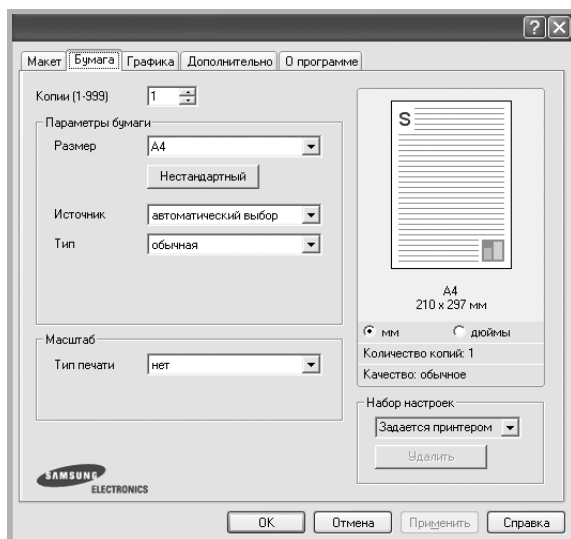 Макет Бумага Графика Дополнительно О программе
Копии (1-999) 1
Параметры бумаги
Размер A4
Нестандартный
Источник автоматический выбор
Тип обычная
Масштаб
Тип печати нет
S
A4
210 x 297 мм
мм дюймы
Количество копий: 1
Качество: обычное
Набор настроек
Задается принтером
Удалить
SAMSUNG
ELECTRONICS
OK Отмена Применить Справка